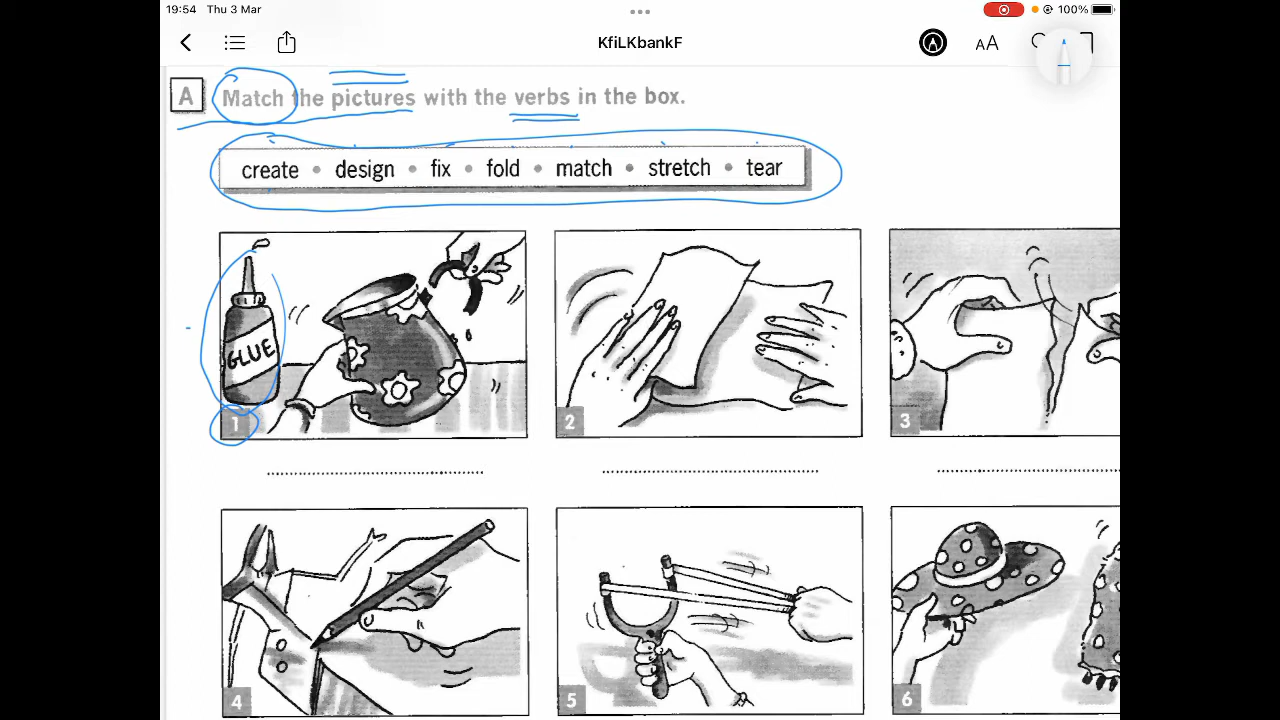 19:54 Thu 3 Mar 100%
KfiLKbankF AA
A Match the pictures with the verbs in the box.
create • design • fix • fold • match • stretch • tear
GLUE
1 2 3
4 5 6